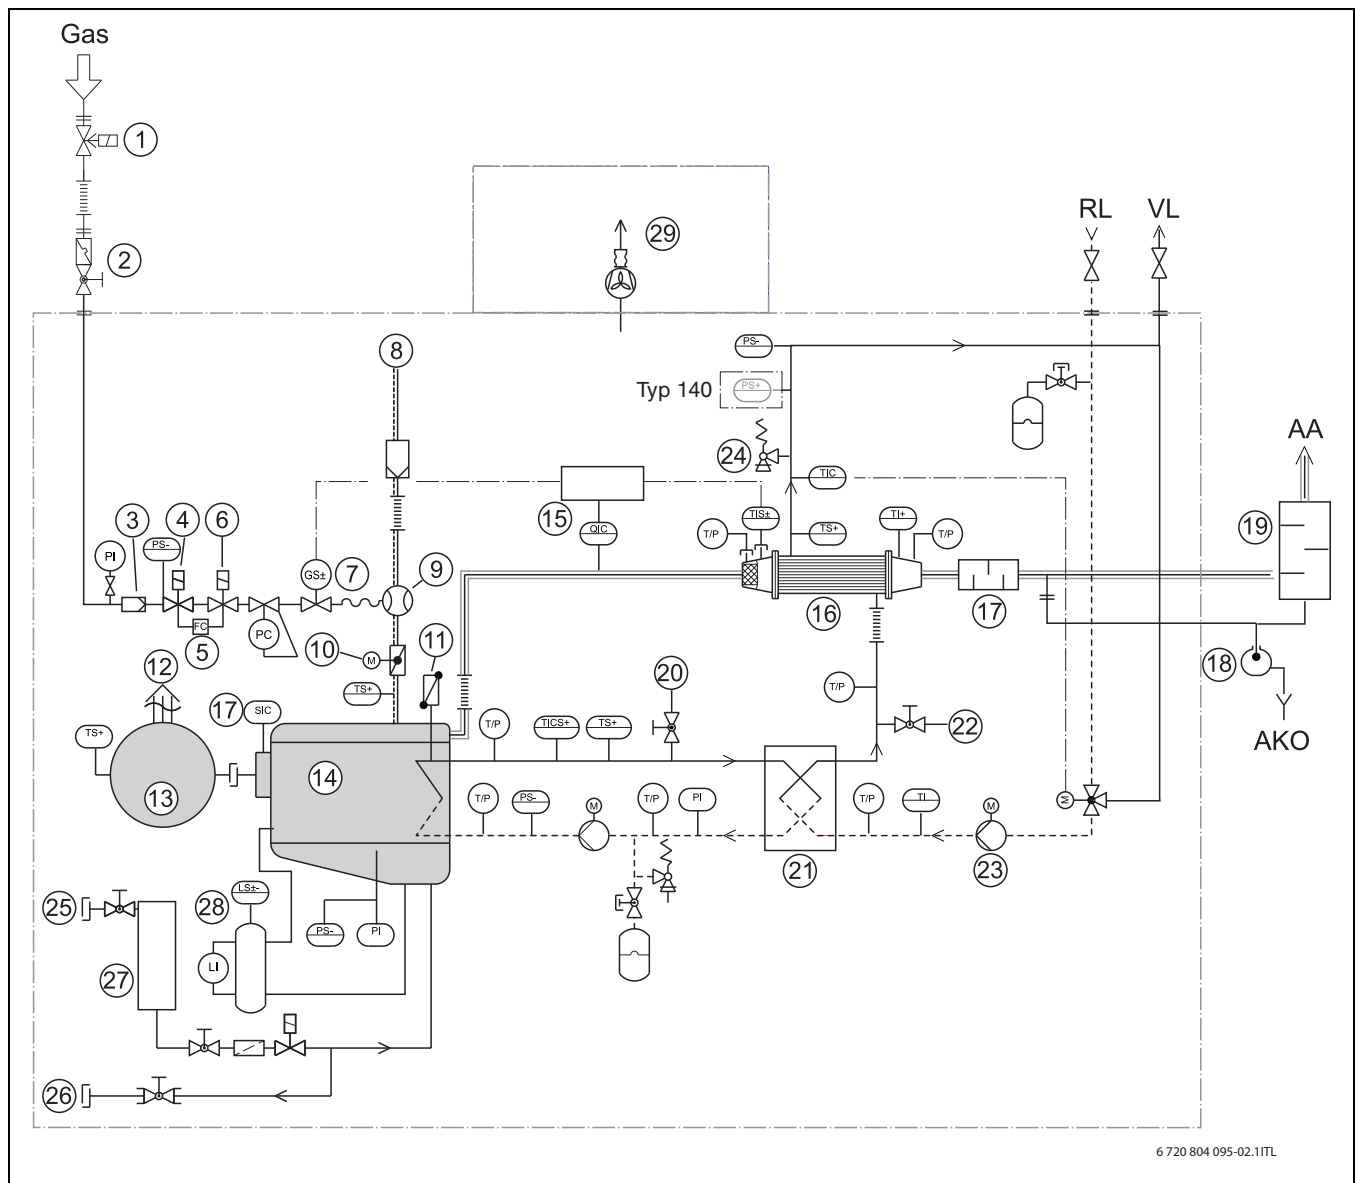 Gas
1
2
29
RL VL
8
PS-
Typ 140 PS+
24
AA
TIC
15
QIC
T/P
TIS±
TS+
TI+
T/P
19
3 4 6
PI
PS-
GS±
7
9
FC
5
PC
16
17
10
M
11
12
TS+
18
AKO
20
T/P
22
17
SIC
TS+
13
14
T/P
TICS+
TS+
T/P
PS-
M
T/P
PI
21
T/P
TI
M
23
M
25
28
LS±-
PS-
PI
LI
27
26
6 720 804 095-02.1ITL